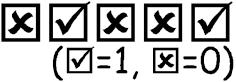 ☒ ☑ ☒ ☒ ☑
(☑=1, ☒=0)